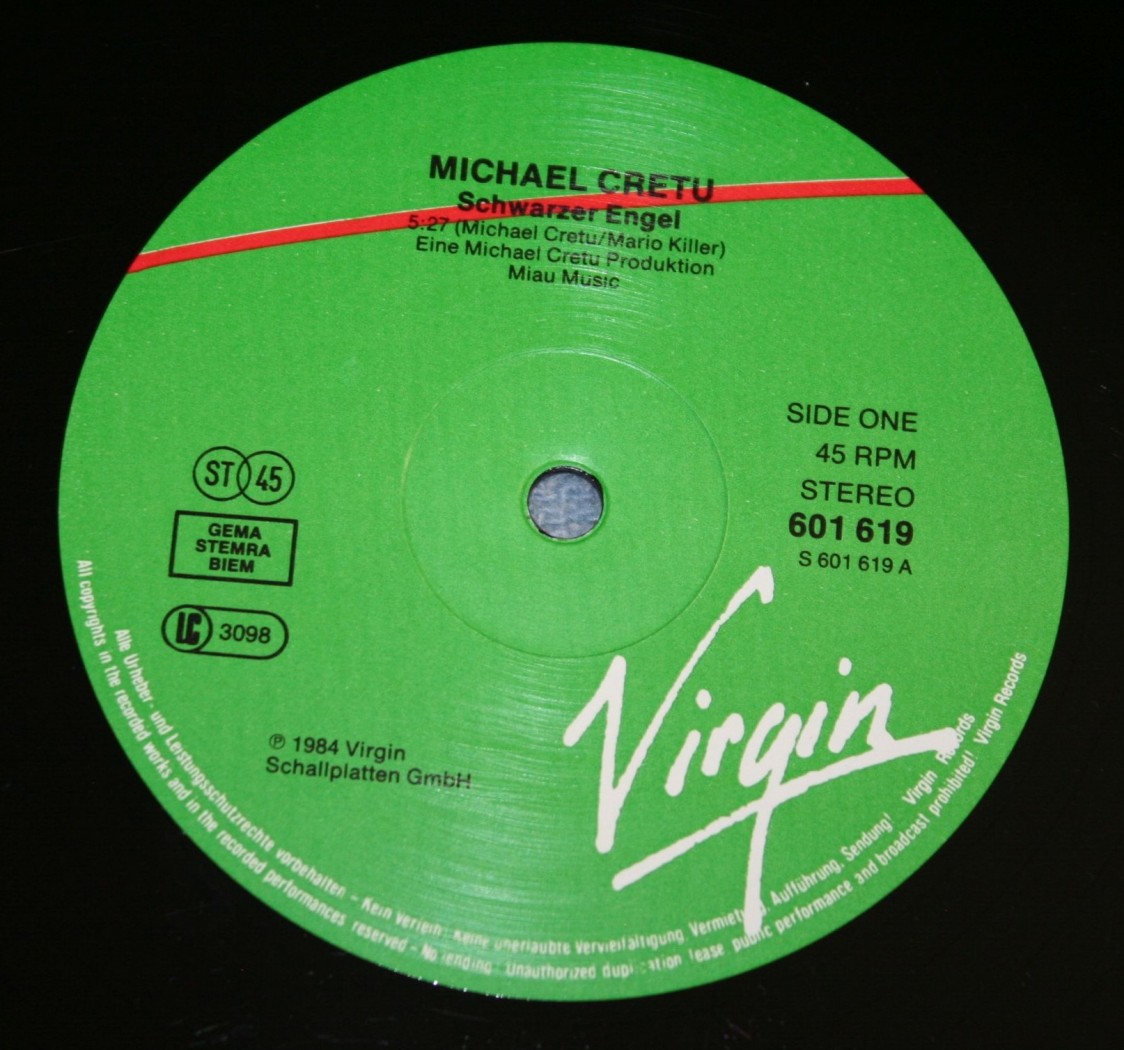 MICHAEL CRETU
Schwarzer Engel
5:27 (Michael Cretu/Mario Killer)
Eine Michael Cretu Produktion
Miau Music
SIDE ONE
45 RPM
STEREO
601 619
S 601 619 A
ST 45
GEMA
STEMRA
BIEM
LC 3098
℗ 1984 Virgin
Schallplatten GmbH
Virgin
Alle Urheber- und Leistungsschutzrechte vorbehalten - Kein Verleih! Keine unerlaubte Vervielfältigung, Vermietung, Aufführung, Sendung! Virgin Records
All copyrights in the recorded works and in the recorded performances reserved - No lending! Unauthorized duplication lease public performance and broadcast prohibited! Virgin Records